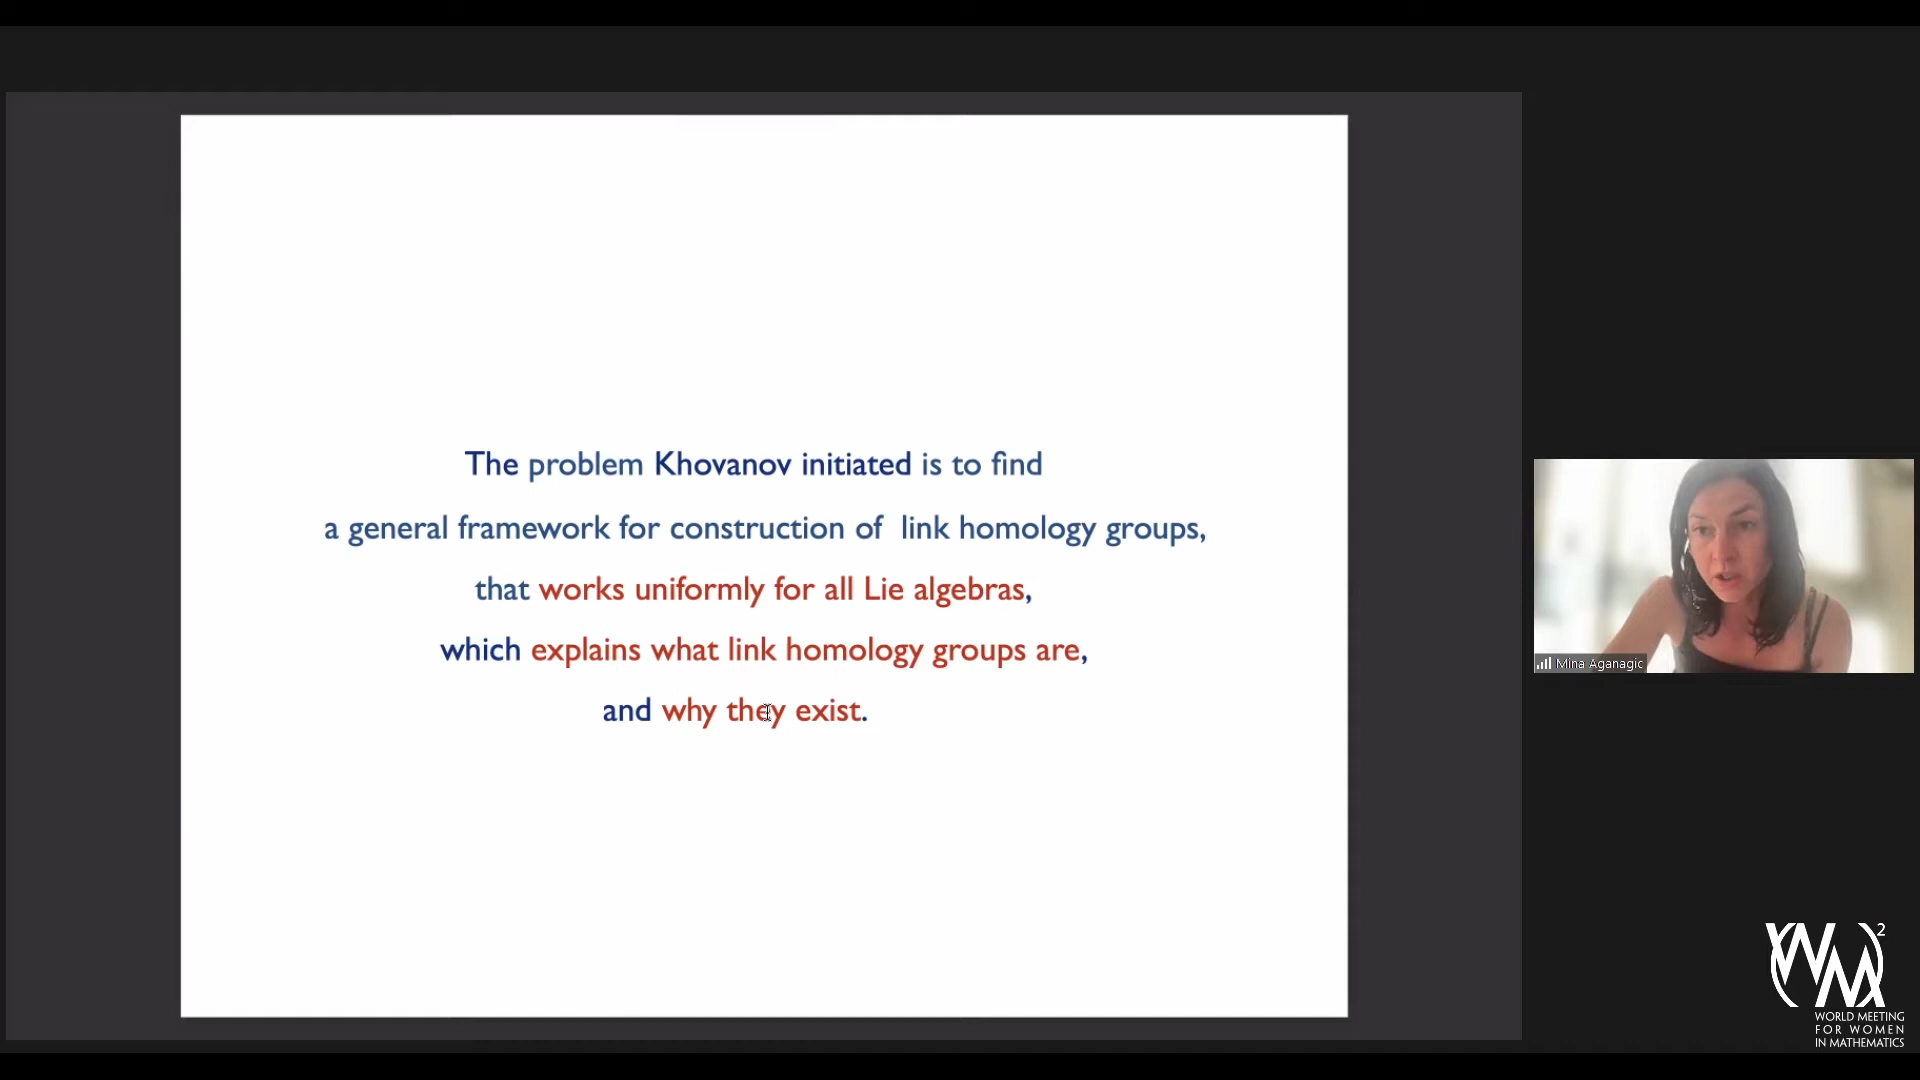 The problem Khovanov initiated is to find
a general framework for construction of link homology groups,
that works uniformly for all Lie algebras,
which explains what link homology groups are,
and why they exist.
Mina Aganagic
WM)²
WORLD MEETING
FOR WOMEN
IN MATHEMATICS